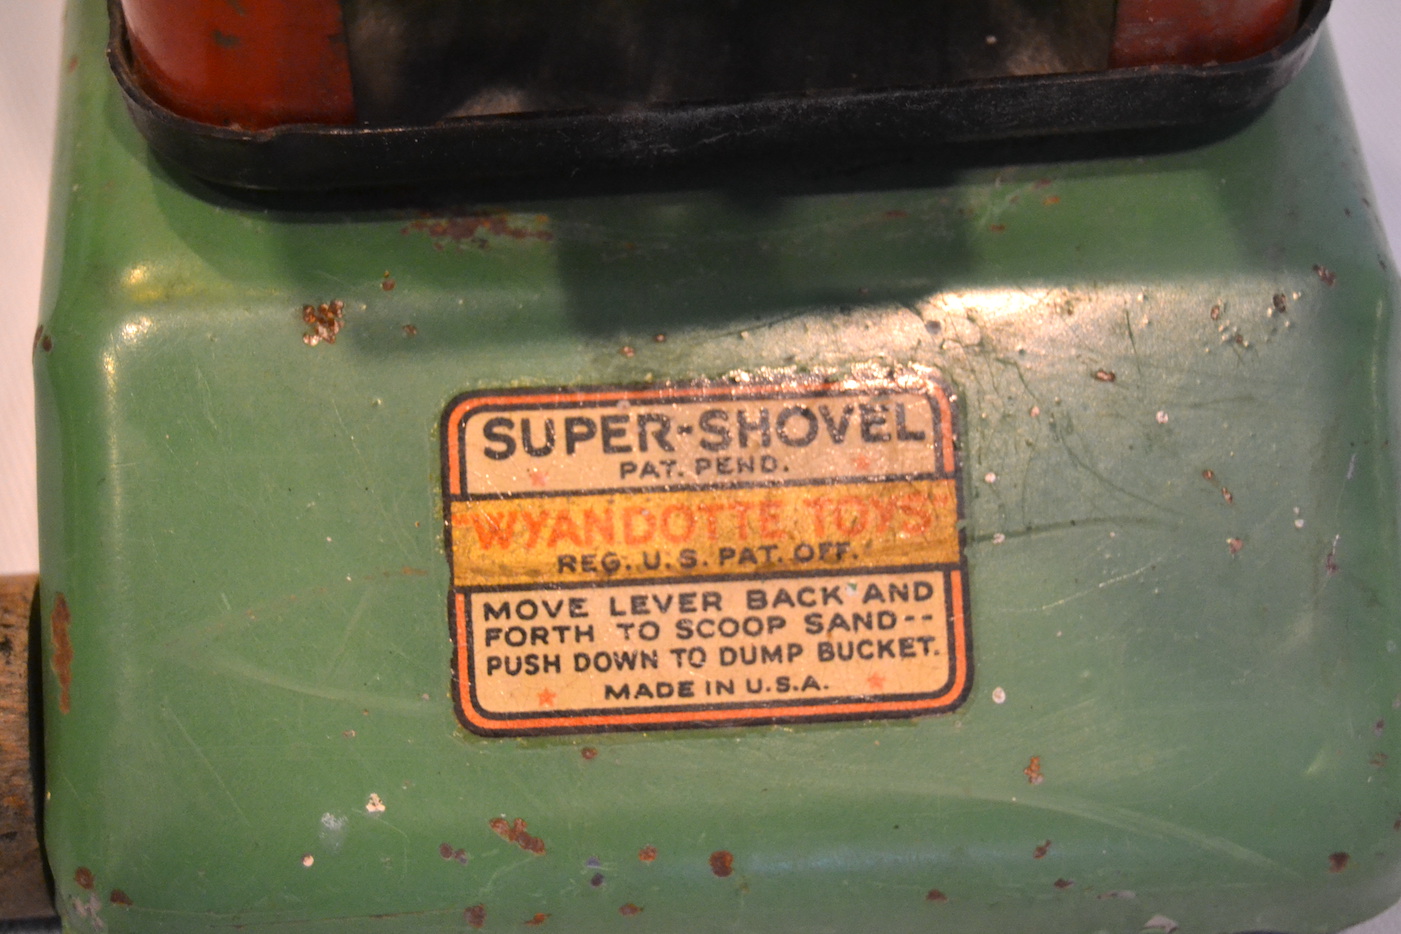 SUPER-SHOVEL
PAT. PEND.
"WYANDOTTE TOYS"
REG. U.S. PAT. OFF.
MOVE LEVER BACK AND
FORTH TO SCOOP SAND--
PUSH DOWN TO DUMP BUCKET.
MADE IN U.S.A.